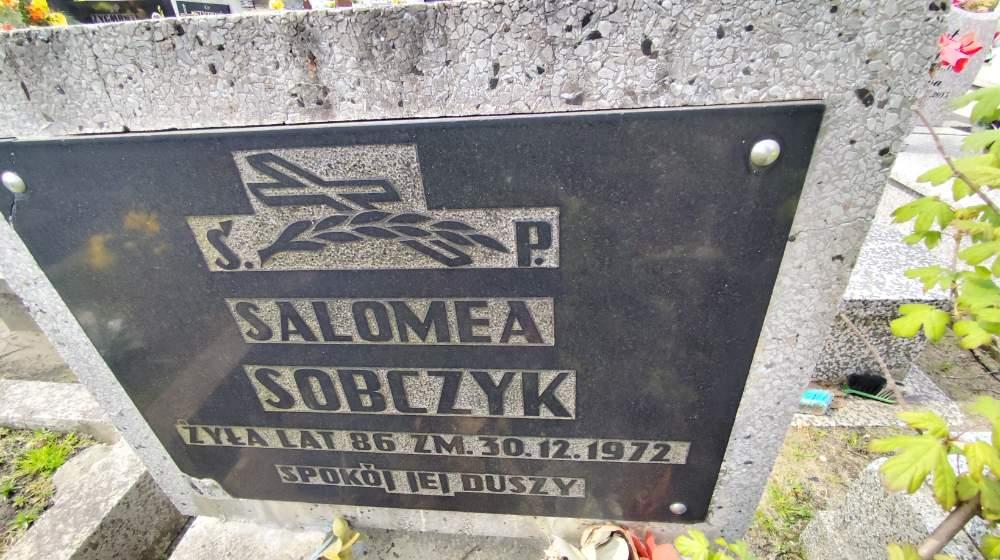 Ś. P.
SALOMEA
SOBCZYK
ŻYŁA LAT 86 ZM. 30.12.1972
SPOKÓJ JEJ DUSZY